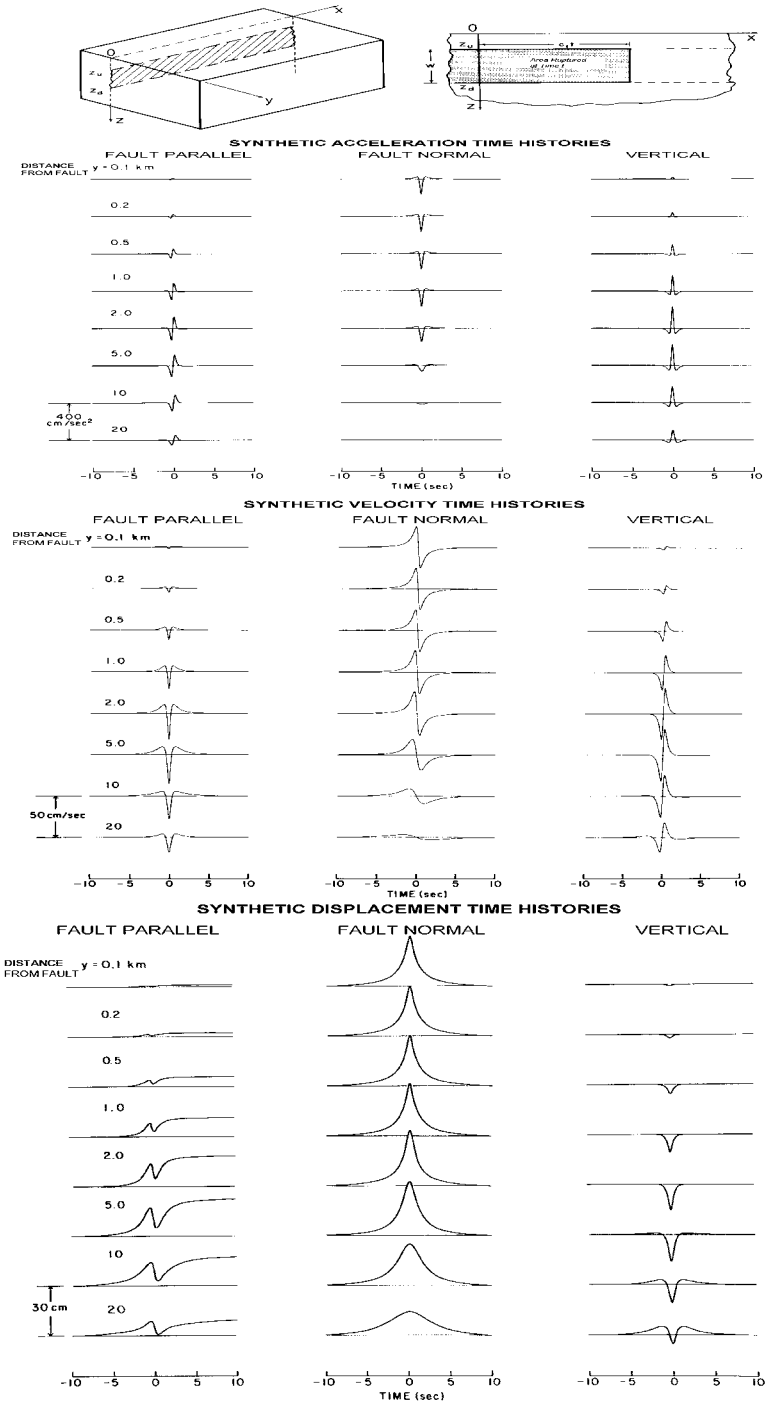 X
O
Zu
Zd
Z
y
O
X
Zu
W
Zd
Z
Area Ruptured
at Time t
SYNTHETIC ACCELERATION TIME HISTORIES
FAULT PARALLEL FAULT NORMAL VERTICAL
DISTANCE
FROM FAULT y = 0.1 km
0.2
0.5
1.0
2.0
5.0
10
400
cm/sec²
20
-10 -5 0 5 10 -10 -5 0 5 10 -10 -5 0 5 10
TIME (sec)
SYNTHETIC VELOCITY TIME HISTORIES
FAULT PARALLEL FAULT NORMAL VERTICAL
DISTANCE
FROM FAULT y = 0.1 km
0.2
0.5
1.0
2.0
5.0
10
50 cm/sec
20
-10 -5 0 5 10 -10 -5 0 5 10 -10 -5 0 5 10
TIME (sec)
SYNTHETIC DISPLACEMENT TIME HISTORIES
FAULT PARALLEL FAULT NORMAL VERTICAL
DISTANCE
FROM FAULT y = 0.1 km
0.2
0.5
1.0
2.0
5.0
10
30 cm
20
-10 -5 0 5 10 -10 -5 0 5 10 -10 -5 0 5 10
TIME (sec)